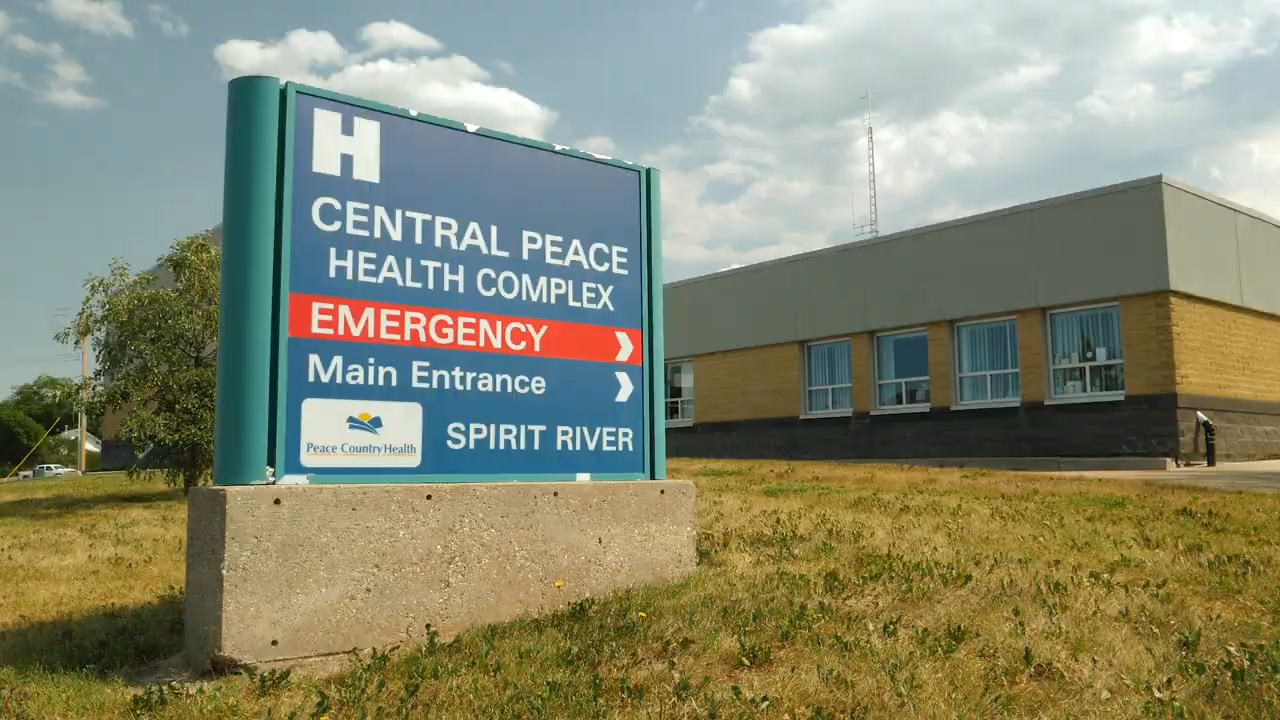 H
CENTRAL PEACE
HEALTH COMPLEX
EMERGENCY
Main Entrance
Peace Country Health
SPIRIT RIVER